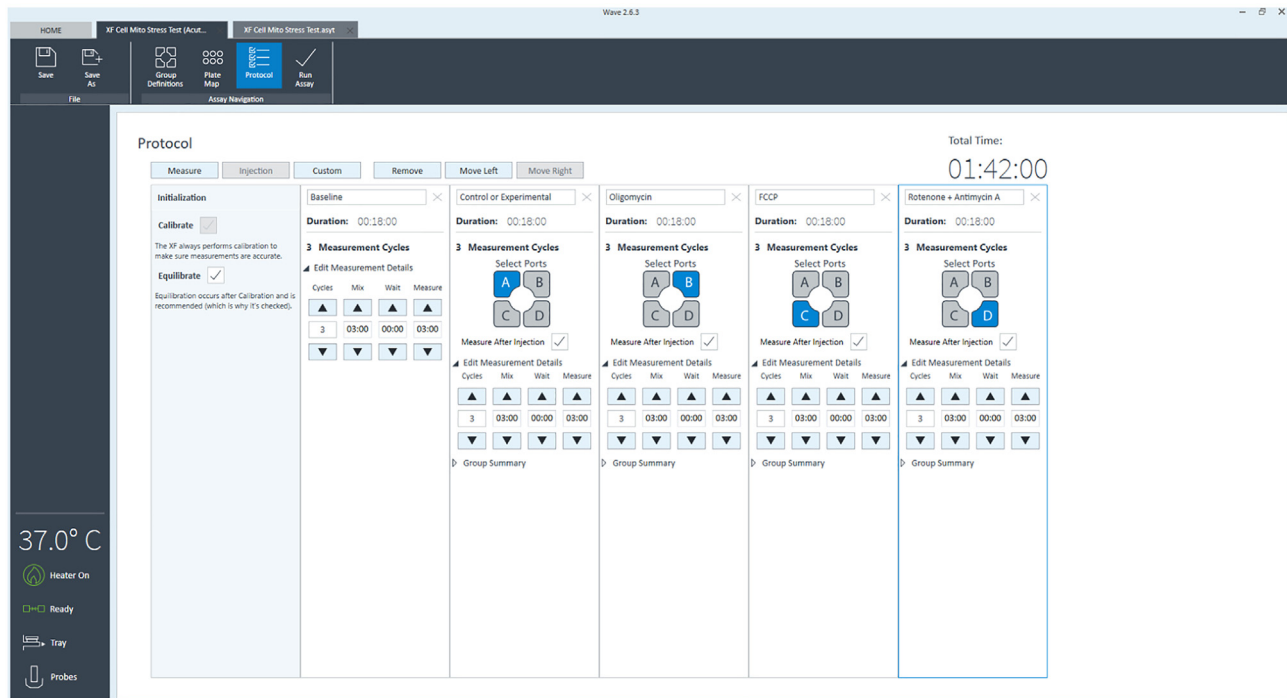 Wave 2.6.3
HOME
XF Cell Mito Stress Test (Acut...
XF Cell Mito Stress Test.asyt
Save
Save As
Group Definitions
Plate Map
Protocol
Run Assay
File
Assay Navigation
Protocol
Total Time:
01:42:00
Measure
Injection
Custom
Remove
Move Left
Move Right
Initialization
Calibrate
The XF always performs calibration to
make sure measurements are accurate.
Equilibrate
Equilibration occurs after Calibration and is
recommended (which is why it's checked).
Baseline
Duration: 00:18:00
3 Measurement Cycles
Edit Measurement Details
Cycles Mix Wait Measure
3 03:00 00:00 03:00
Control or Experimental
Duration: 00:18:00
3 Measurement Cycles
Select Ports
A B
C D
Measure After Injection
Edit Measurement Details
Cycles Mix Wait Measure
3 03:00 00:00 03:00
Group Summary
Oligomycin
Duration: 00:18:00
3 Measurement Cycles
Select Ports
A B
C D
Measure After Injection
Edit Measurement Details
Cycles Mix Wait Measure
3 03:00 00:00 03:00
Group Summary
FCCP
Duration: 00:18:00
3 Measurement Cycles
Select Ports
A B
C D
Measure After Injection
Edit Measurement Details
Cycles Mix Wait Measure
3 03:00 00:00 03:00
Group Summary
Rotenone + Antimycin A
Duration: 00:18:00
3 Measurement Cycles
Select Ports
A B
C D
Measure After Injection
Edit Measurement Details
Cycles Mix Wait Measure
3 03:00 00:00 03:00
Group Summary
37.0° C
Heater On
Ready
Tray
Probes